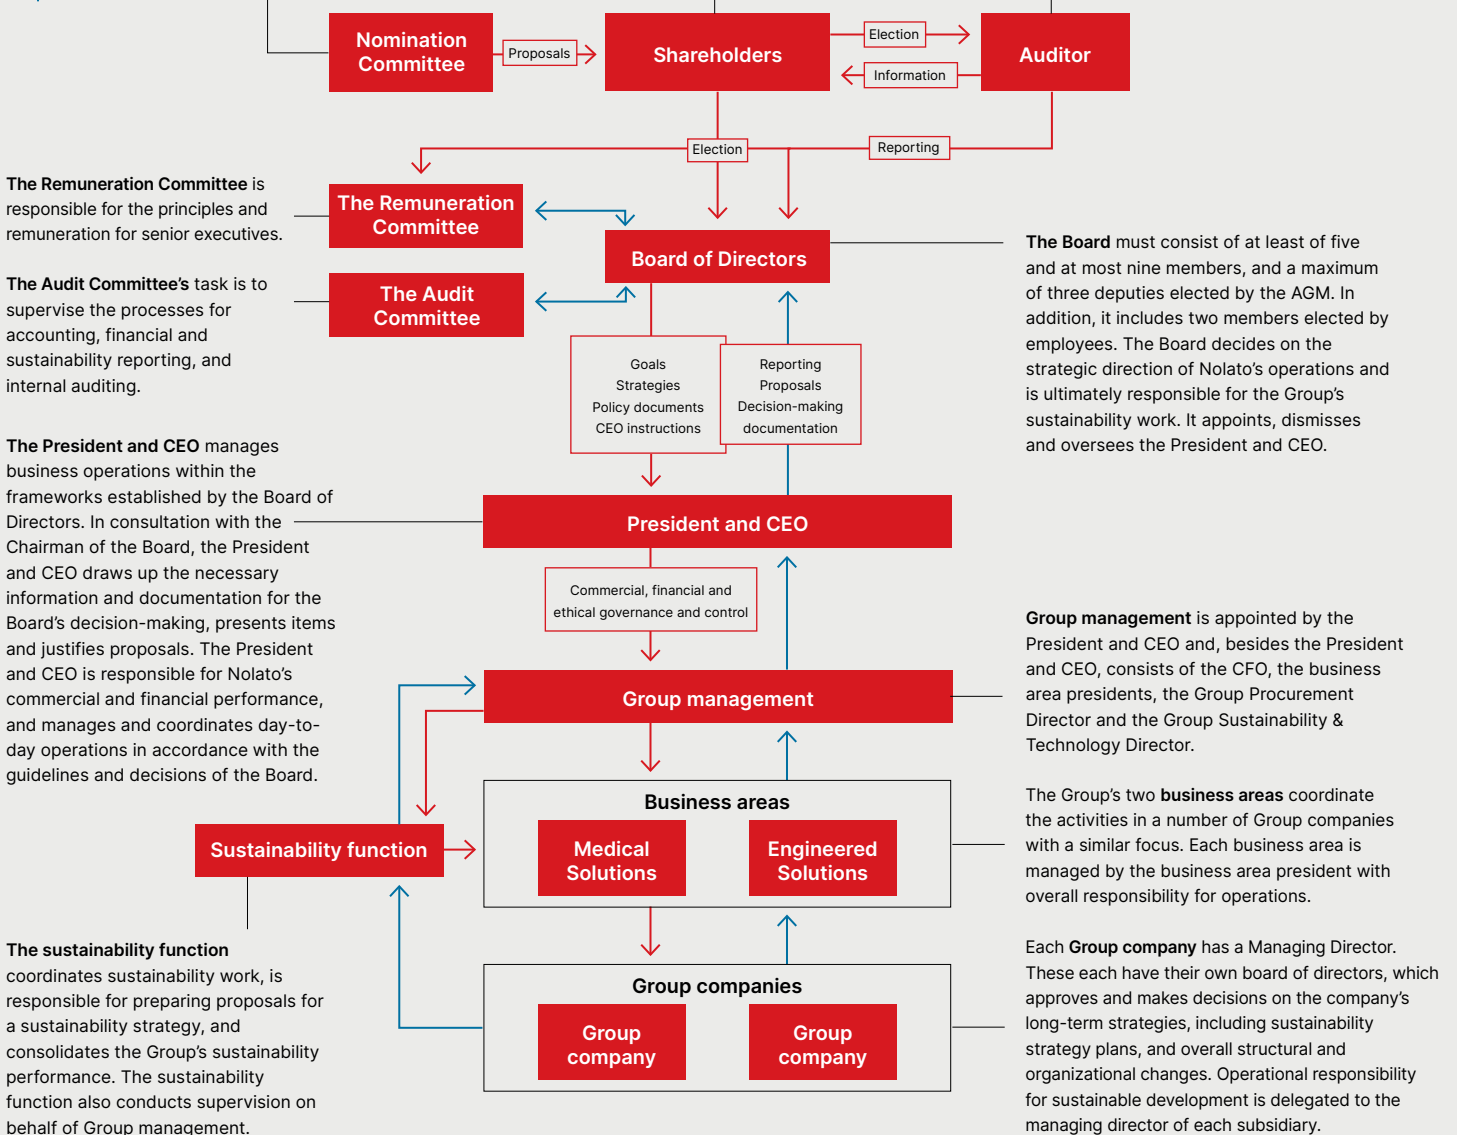 Nomination
Committee
Proposals
Shareholders
Election
Information
Auditor
Election
Reporting
The Remuneration Committee is
responsible for the principles and
remuneration for senior executives.
The Remuneration
Committee
Board of Directors
The Audit Committee's task is to
supervise the processes for
accounting, financial and
sustainability reporting, and
internal auditing.
The Audit
Committee
The Board must consist of at least of five
and at most nine members, and a maximum
of three deputies elected by the AGM. In
addition, it includes two members elected by
employees. The Board decides on the
strategic direction of Nolato's operations and
is ultimately responsible for the Group's
sustainability work. It appoints, dismisses
and oversees the President and CEO.
Goals
Strategies
Policy documents
CEO instructions
Reporting
Proposals
Decision-making
documentation
The President and CEO manages
business operations within the
frameworks established by the Board of
Directors. In consultation with the
Chairman of the Board, the President
and CEO draws up the necessary
information and documentation for the
Board's decision-making, presents items
and justifies proposals. The President
and CEO is responsible for Nolato's
commercial and financial performance,
and manages and coordinates day-to-
day operations in accordance with the
guidelines and decisions of the Board.
President and CEO
Commercial, financial and
ethical governance and control
Group management
Group management is appointed by the
President and CEO and, besides the President
and CEO, consists of the CFO, the business
area presidents, the Group Procurement
Director and the Group Sustainability &
Technology Director.
Business areas
Medical
Solutions
Engineered
Solutions
The Group's two business areas coordinate
the activities in a number of Group companies
with a similar focus. Each business area is
managed by the business area president with
overall responsibility for operations.
Sustainability function
The sustainability function
coordinates sustainability work, is
responsible for preparing proposals for
a sustainability strategy, and
consolidates the Group's sustainability
performance. The sustainability
function also conducts supervision on
behalf of Group management.
Group companies
Group
company
Group
company
Each Group company has a Managing Director.
These each have their own board of directors, which
approves and makes decisions on the company's
long-term strategies, including sustainability
strategy plans, and overall structural and
organizational changes. Operational responsibility
for sustainable development is delegated to the
managing director of each subsidiary.